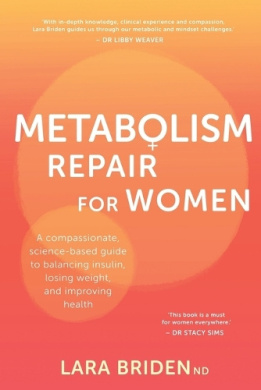 'With in-depth knowledge, clinical experience and compassion,
Lara Briden guides us through our metabolic and mindset challenges.'
– DR LIBBY WEAVER
METABOLISM
REPAIR
FOR WOMEN
A compassionate,
science-based guide
to balancing insulin,
losing weight,
and improving
health
'This book is a must
for women everywhere.'
– DR STACY SIMS
LARA BRIDEN ND